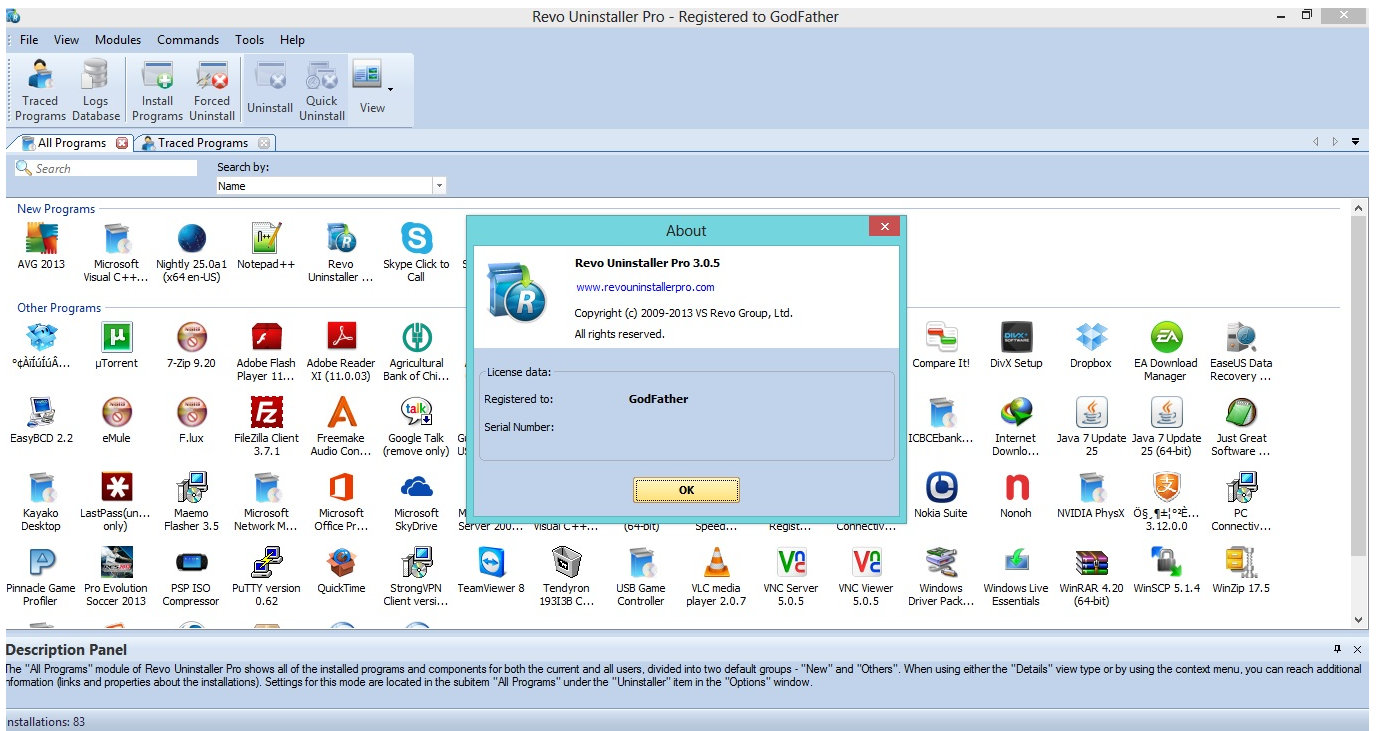 Revo Uninstaller Pro - Registered to GodFather
File View Modules Commands Tools Help
Traced Programs
Logs Database
Install Programs
Forced Uninstall
Uninstall
Quick Uninstall
View
All Programs
Traced Programs
Search
Search by:
Name
New Programs
AVG 2013
Microsoft
Visual C++...
Nightly 25.0a1
(x64 en-US)
Notepad++
Revo
Uninstaller ...
Skype Click to
Call
About
Revo Uninstaller Pro 3.0.5
www.revouninstallerpro.com
Copyright (c) 2009-2013 VS Revo Group, Ltd.
All rights reserved.
License data:
Registered to:
GodFather
Serial Number:
OK
Other Programs
µTorrent
7-Zip 9.20
Adobe Flash
Player 11...
Adobe Reader
XI (11.0.03)
Agricultural
Bank of Chi...
Compare It!
DivX Setup
Dropbox
EA Download
Manager
EaseUS Data
Recovery ...
EasyBCD 2.2
eMule
F.lux
FileZilla Client
3.7.1
Freemake
Audio Con...
Google Talk
(remove only)
ICBCEbank...
Internet
Downlo...
Java 7 Update
25
Java 7 Update
25 (64-bit)
Just Great
Software ...
Kayako
Desktop
LastPass(un...
only)
Maemo
Flasher 3.5
Microsoft
Network M...
Microsoft
Office Pr...
Microsoft
SkyDrive
Server 200...
Visual C++...
(64-bit)
Speed...
Regist...
Connectiv...
Nokia Suite
Nonoh
NVIDIA PhysX
3.12.0.0
PC
Connectiv...
Pinnacle Game
Profiler
Pro Evolution
Soccer 2013
PSP ISO
Compressor
PuTTY version
0.62
QuickTime
StrongVPN
Client versi...
TeamViewer 8
Tendyron
193I3B C...
USB Game
Controller
VLC media
player 2.0.7
VNC Server
5.0.5
VNC Viewer
5.0.5
Windows
Driver Pack...
Windows Live
Essentials
WinRAR 4.20
(64-bit)
WinSCP 5.1.4
WinZip 17.5
Description Panel
The "All Programs" module of Revo Uninstaller Pro shows all of the installed programs and components for both the current and all users, divided into two default groups - "New" and "Others". When using either the "Details" view type or by using the context menu, you can reach additional
nformation (links and properties about the installations). Settings for this mode are located in the subitem "All Programs" under the "Uninstaller" item in the "Options" window.
nstallations: 83